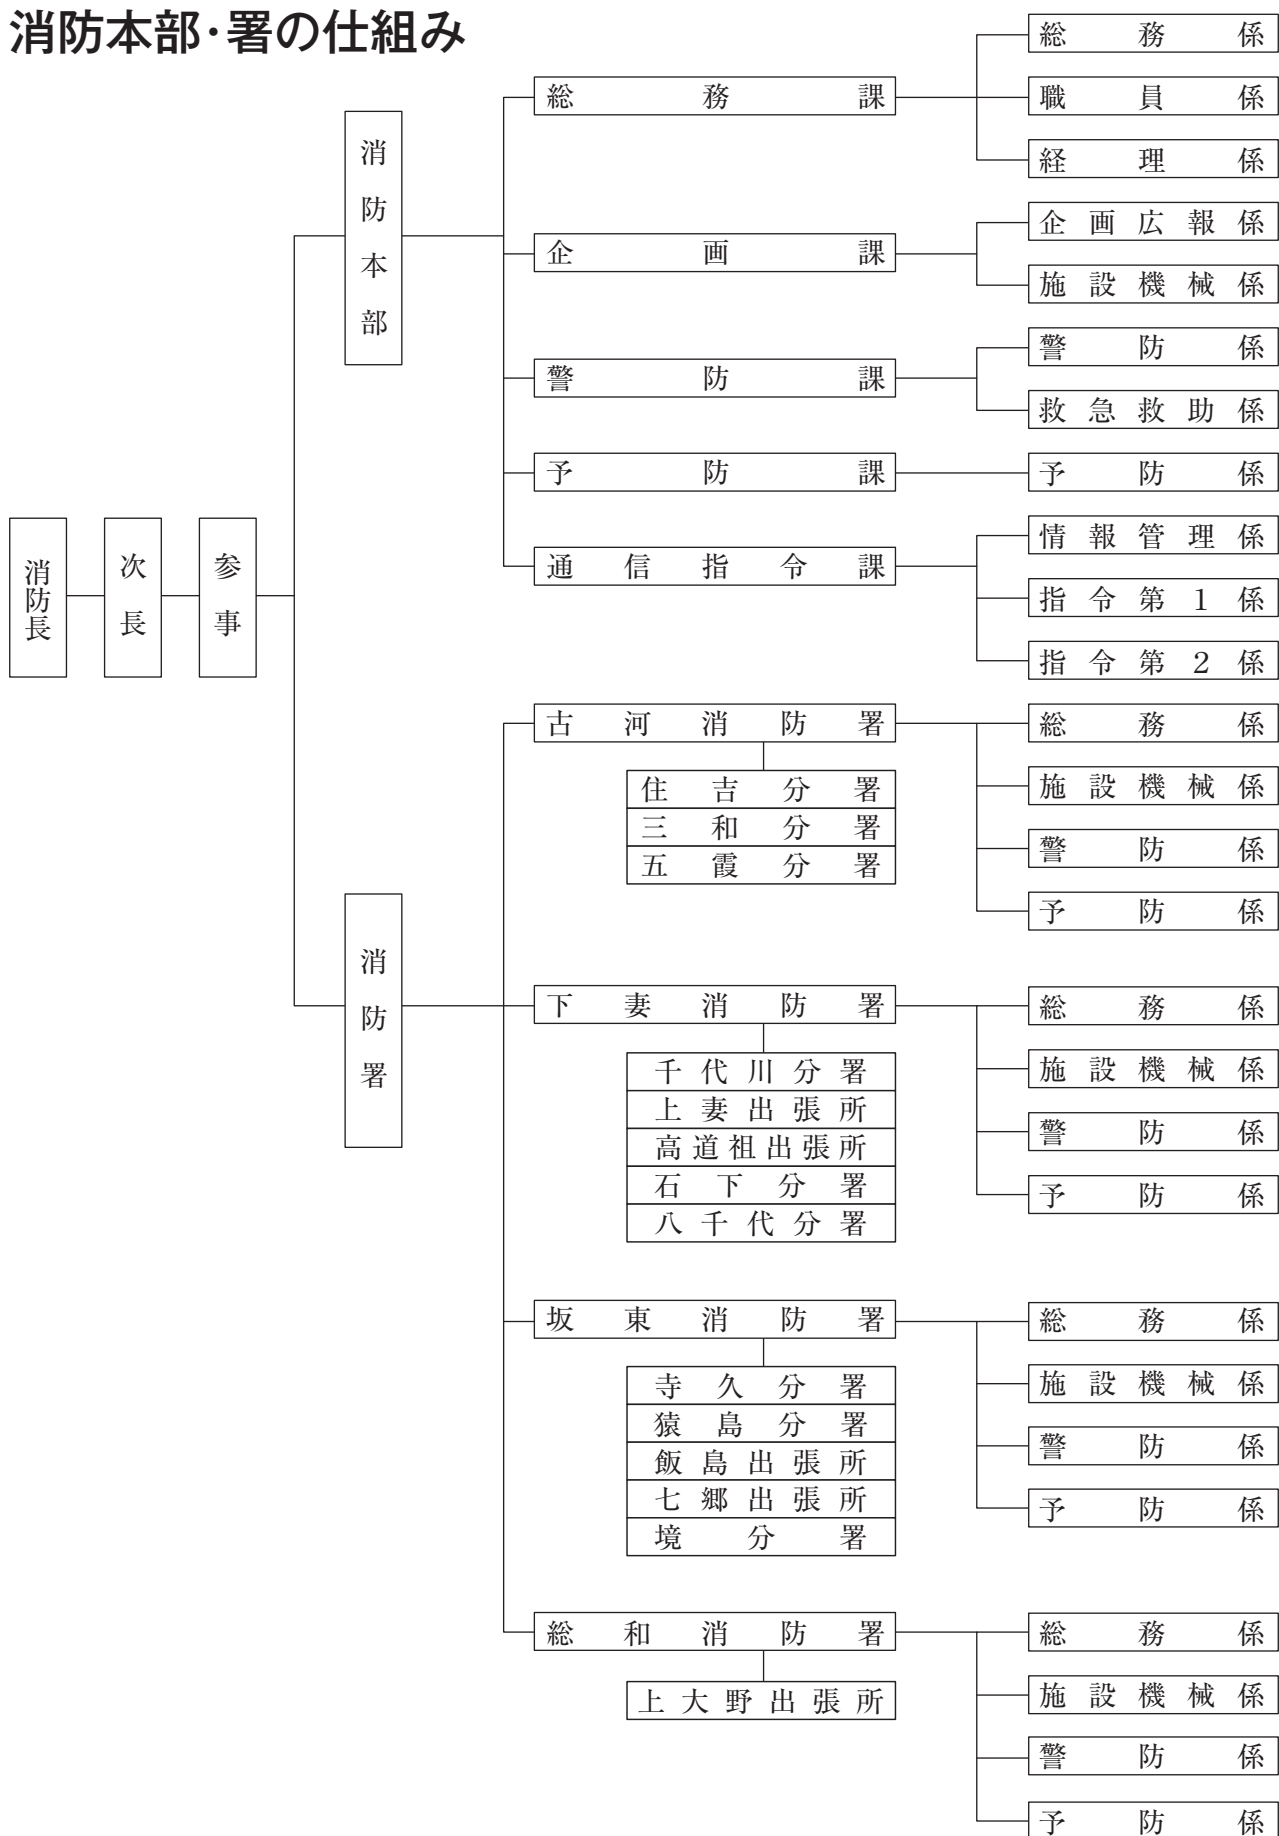 消防本部・署の仕組み
消防長
次長
参事
消防本部
総務課
総務係
職員係
経理係
企画課
企画広報係
施設機械係
警防課
警防係
救急救助係
予防課
予防係
通信指令課
情報管理係
指令第1係
指令第2係
消防署
古河消防署
住吉分署
三和分署
五霞分署
総務係
施設機械係
警防係
予防係
下妻消防署
千代川分署
上妻出張所
高道祖出張所
石下分署
八千代分署
総務係
施設機械係
警防係
予防係
坂東消防署
寺久分署
猿島分署
飯島出張所
七郷出張所
境分署
総務係
施設機械係
警防係
予防係
総和消防署
上大野出張所
総務係
施設機械係
警防係
予防係